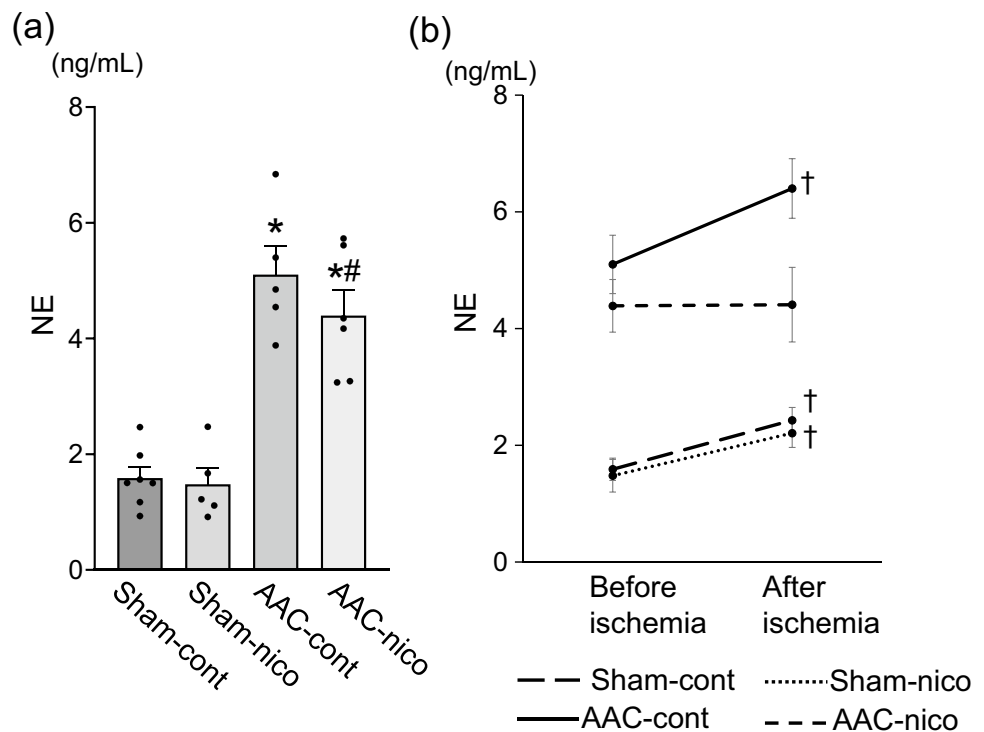 (a)
(ng/mL)
8
6
4
2
0
NE
*
*#
Sham-cont
Sham-nico
AAC-cont
AAC-nico
(b)
(ng/mL)
8
6
4
2
0
NE
†
†
†
Before ischemia
After ischemia
Sham-cont
Sham-nico
AAC-cont
AAC-nico